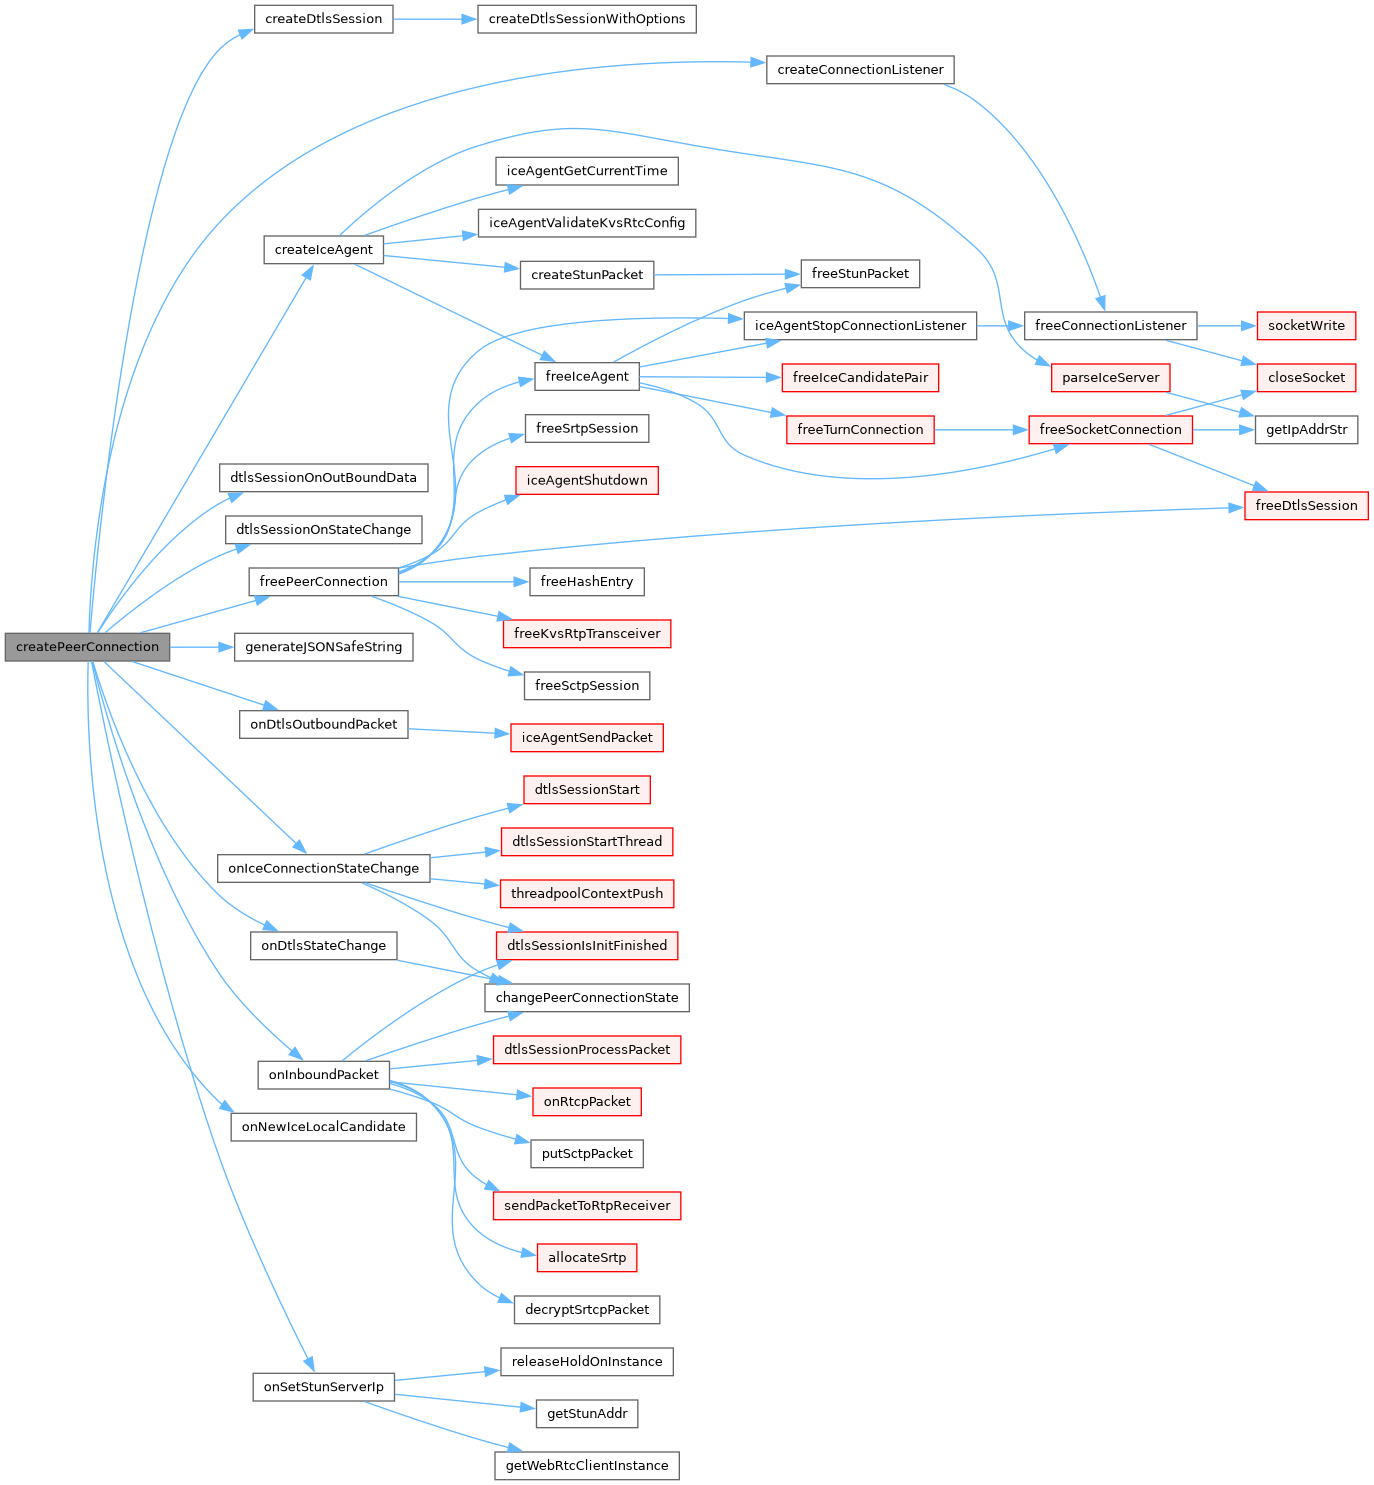 createDtlsSession
createDtlsSessionWithOptions
createConnectionListener
iceAgentGetCurrentTime
iceAgentValidateKvsRtcConfig
createIceAgent
createStunPacket
freeStunPacket
iceAgentStopConnectionListener
freeConnectionListener
socketWrite
freeIceAgent
freeIceCandidatePair
parseIceServer
closeSocket
freeSrtpSession
freeTurnConnection
freeSocketConnection
getIpAddrStr
dtlsSessionOnOutBoundData
iceAgentShutdown
freeDtlsSession
dtlsSessionOnStateChange
freePeerConnection
freeHashEntry
createPeerConnection
generateJSONSafeString
freeKvsRtpTransceiver
freeSctpSession
onDtlsOutboundPacket
iceAgentSendPacket
dtlsSessionStart
dtlsSessionStartThread
onIceConnectionStateChange
threadpoolContextPush
onDtlsStateChange
dtlsSessionIsInitFinished
changePeerConnectionState
dtlsSessionProcessPacket
onInboundPacket
onRtcpPacket
onNewIceLocalCandidate
putSctpPacket
sendPacketToRtpReceiver
allocateSrtp
decryptSrtcpPacket
releaseHoldOnInstance
onSetStunServerIp
getStunAddr
getWebRtcClientInstance